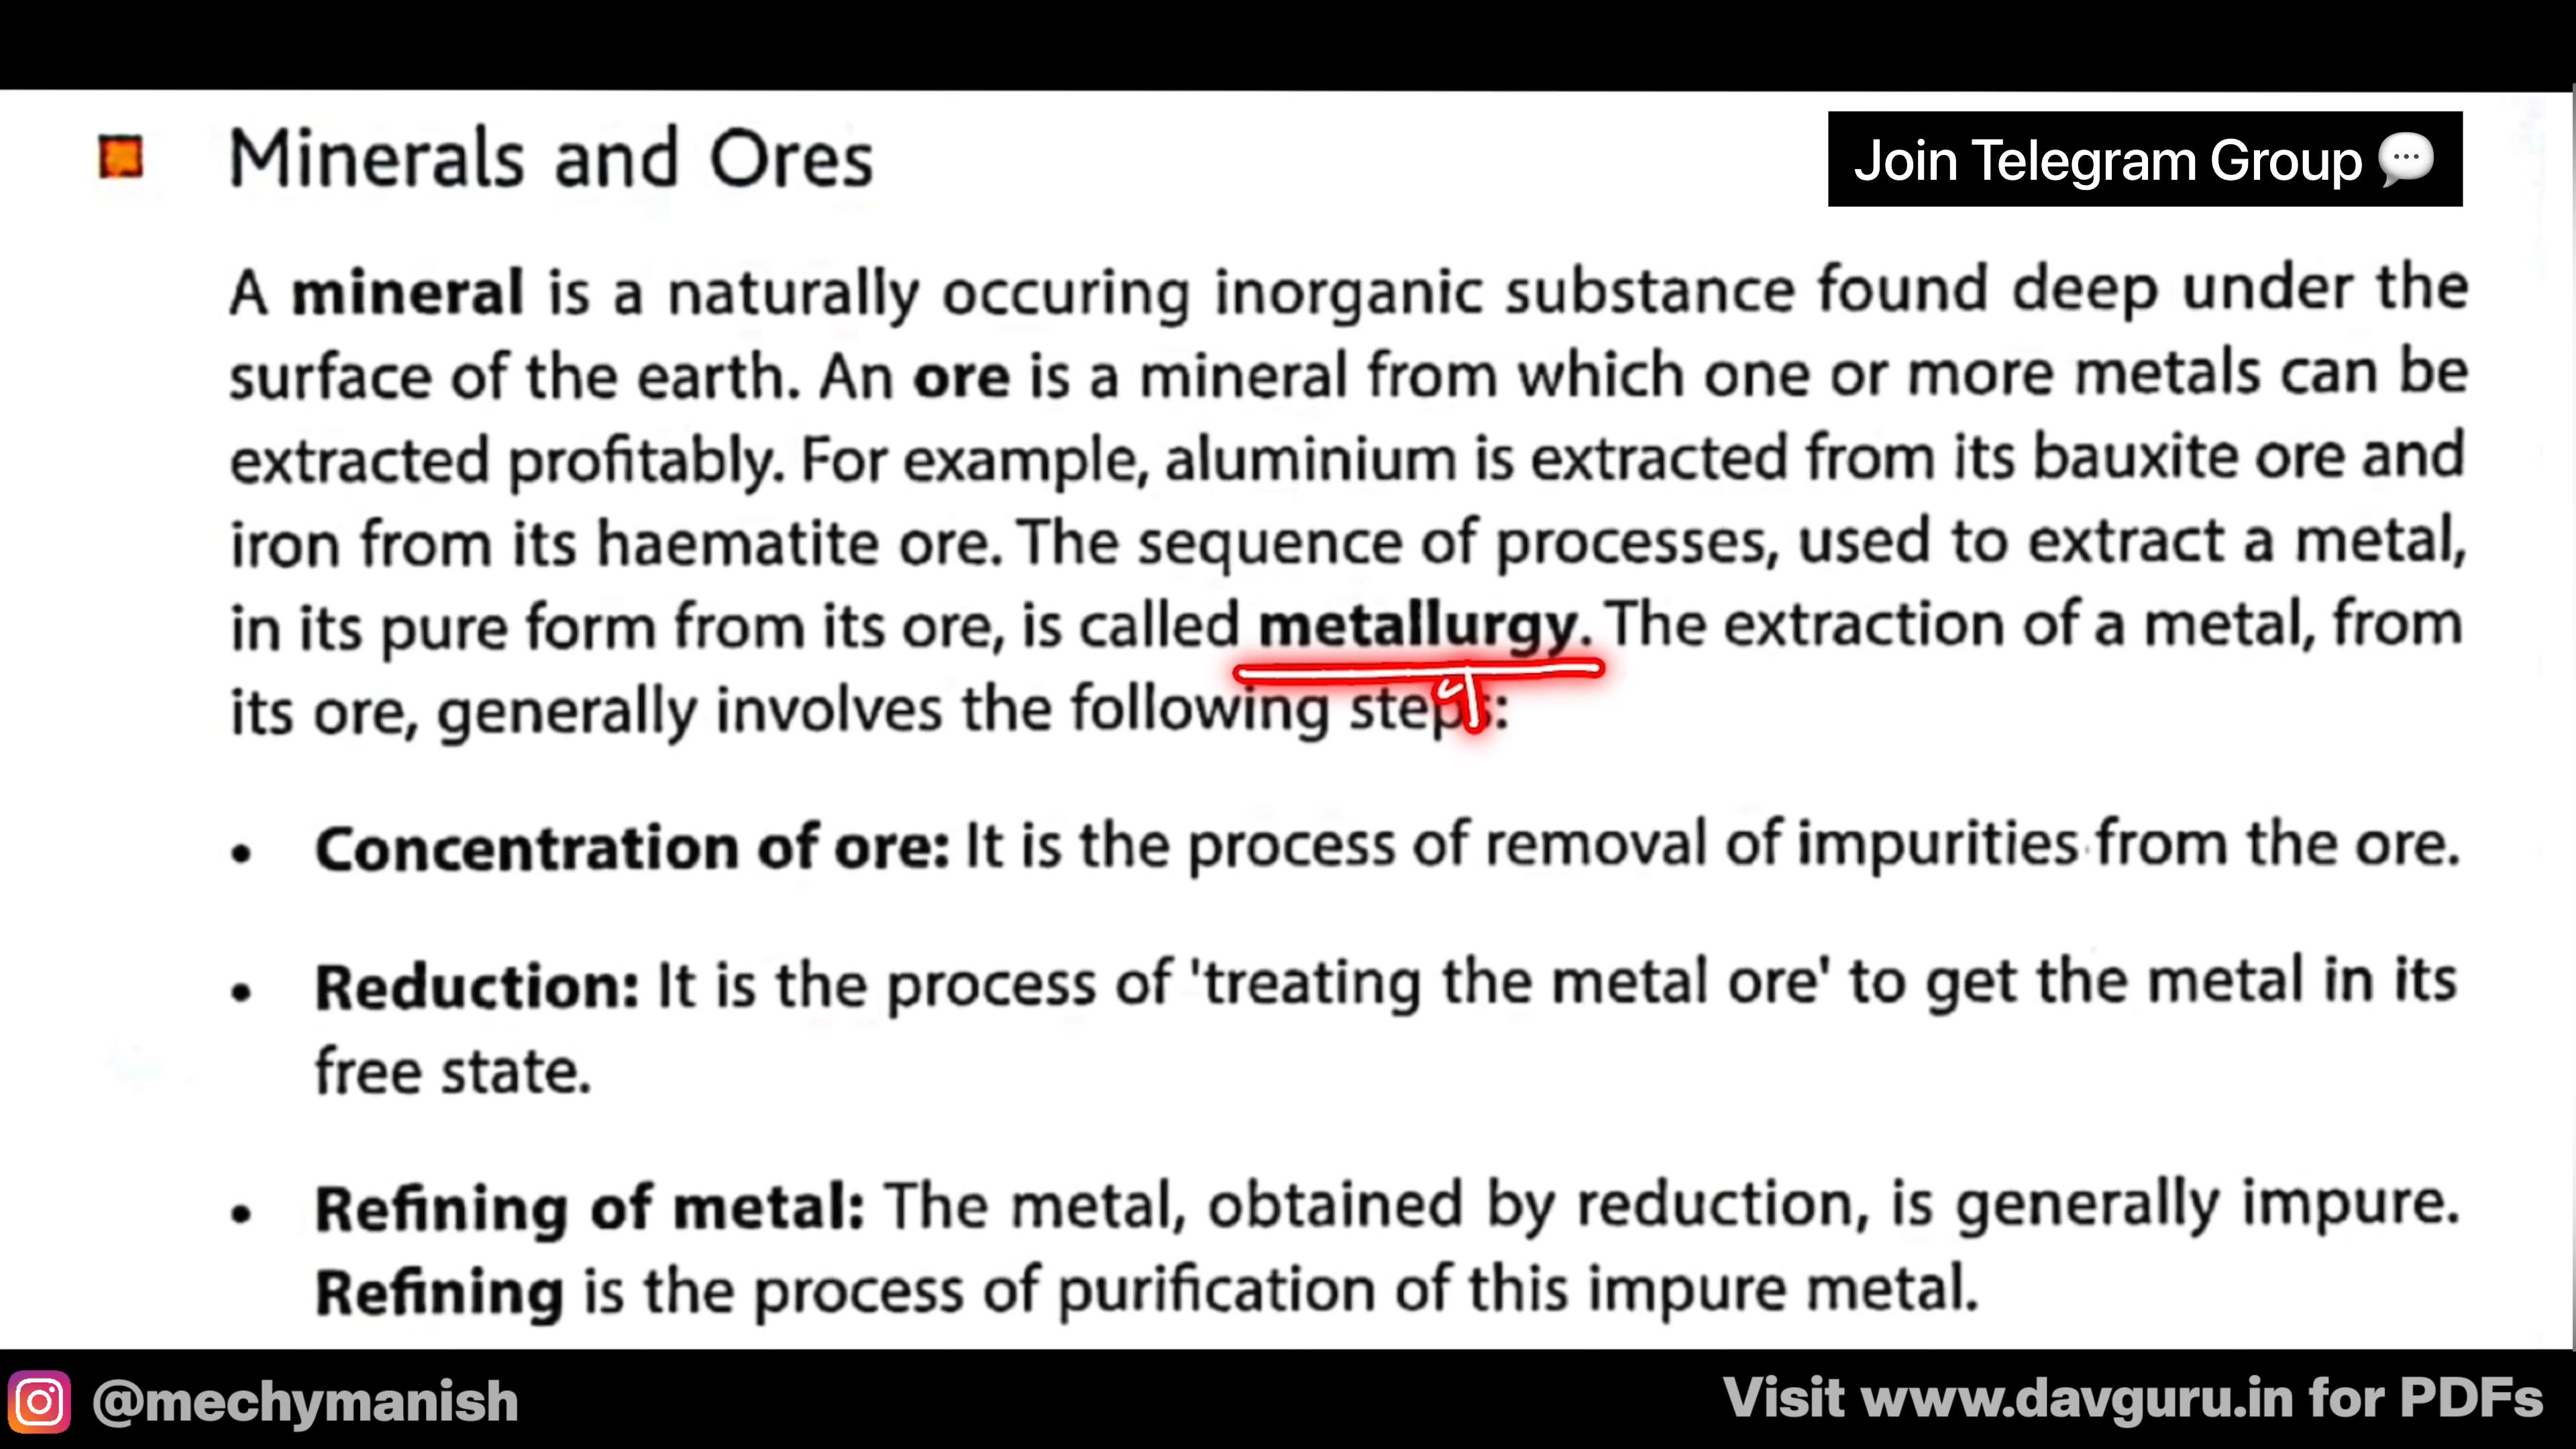 Minerals and Ores
Join Telegram Group
A mineral is a naturally occuring inorganic substance found deep under the
surface of the earth. An ore is a mineral from which one or more metals can be
extracted profitably. For example, aluminium is extracted from its bauxite ore and
iron from its haematite ore. The sequence of processes, used to extract a metal,
in its pure form from its ore, is called metallurgy. The extraction of a metal, from
its ore, generally involves the following steps:
• Concentration of ore: It is the process of removal of impurities from the ore.
• Reduction: It is the process of 'treating the metal ore' to get the metal in its
free state.
• Refining of metal: The metal, obtained by reduction, is generally impure.
Refining is the process of purification of this impure metal.
@mechymanish
Visit www.davguru.in for PDFs